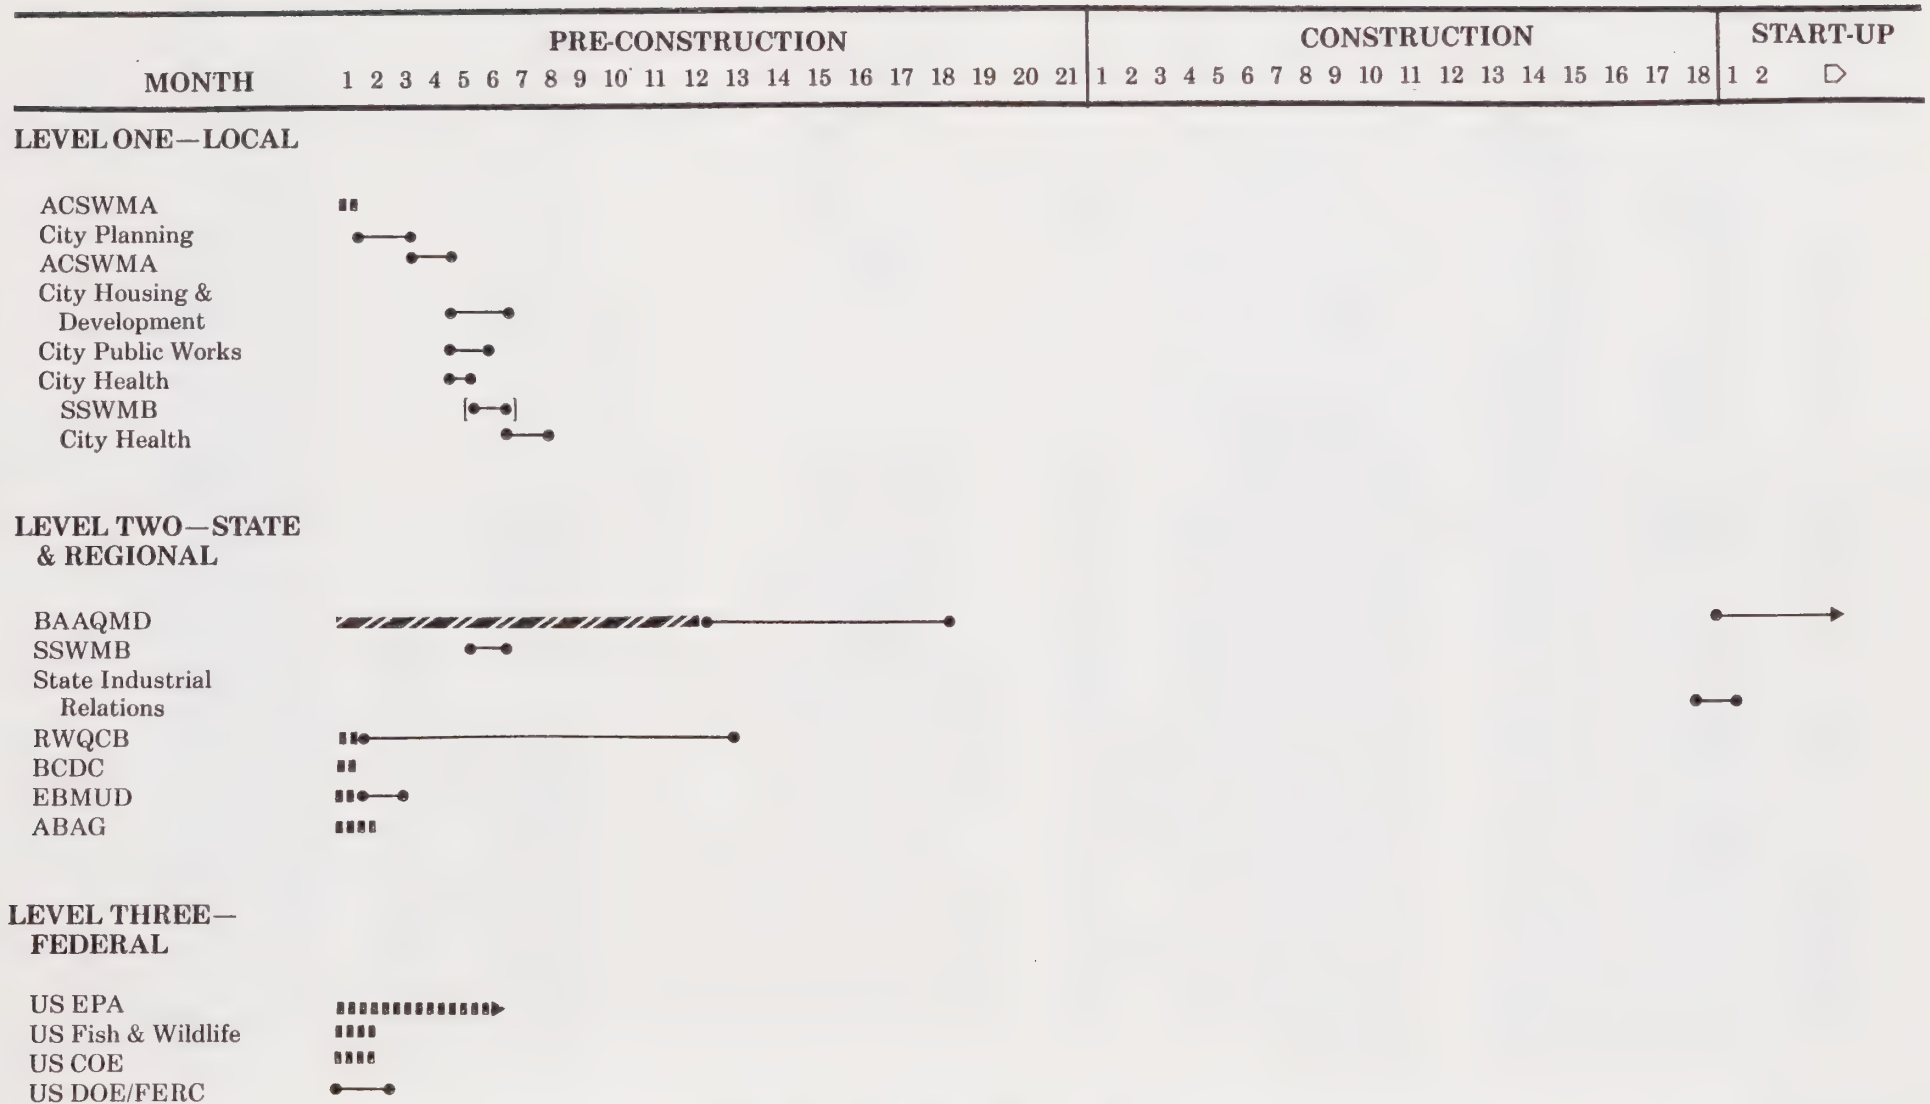 PRE-CONSTRUCTION CONSTRUCTION START-UP
MONTH 1 2 3 4 5 6 7 8 9 10 11 12 13 14 15 16 17 18 19 20 21 1 2 3 4 5 6 7 8 9 10 11 12 13 14 15 16 17 18 1 2
LEVEL ONE—LOCAL
ACSWMA
City Planning
ACSWMA
City Housing &
Development
City Public Works
City Health
SSWMB
City Health
LEVEL TWO—STATE
& REGIONAL
BAAQMD
SSWMB
State Industrial
Relations
RWQCB
BCDC
EBMUD
ABAG
LEVEL THREE—
FEDERAL
US EPA
US Fish & Wildlife
US COE
US DOE/FERC